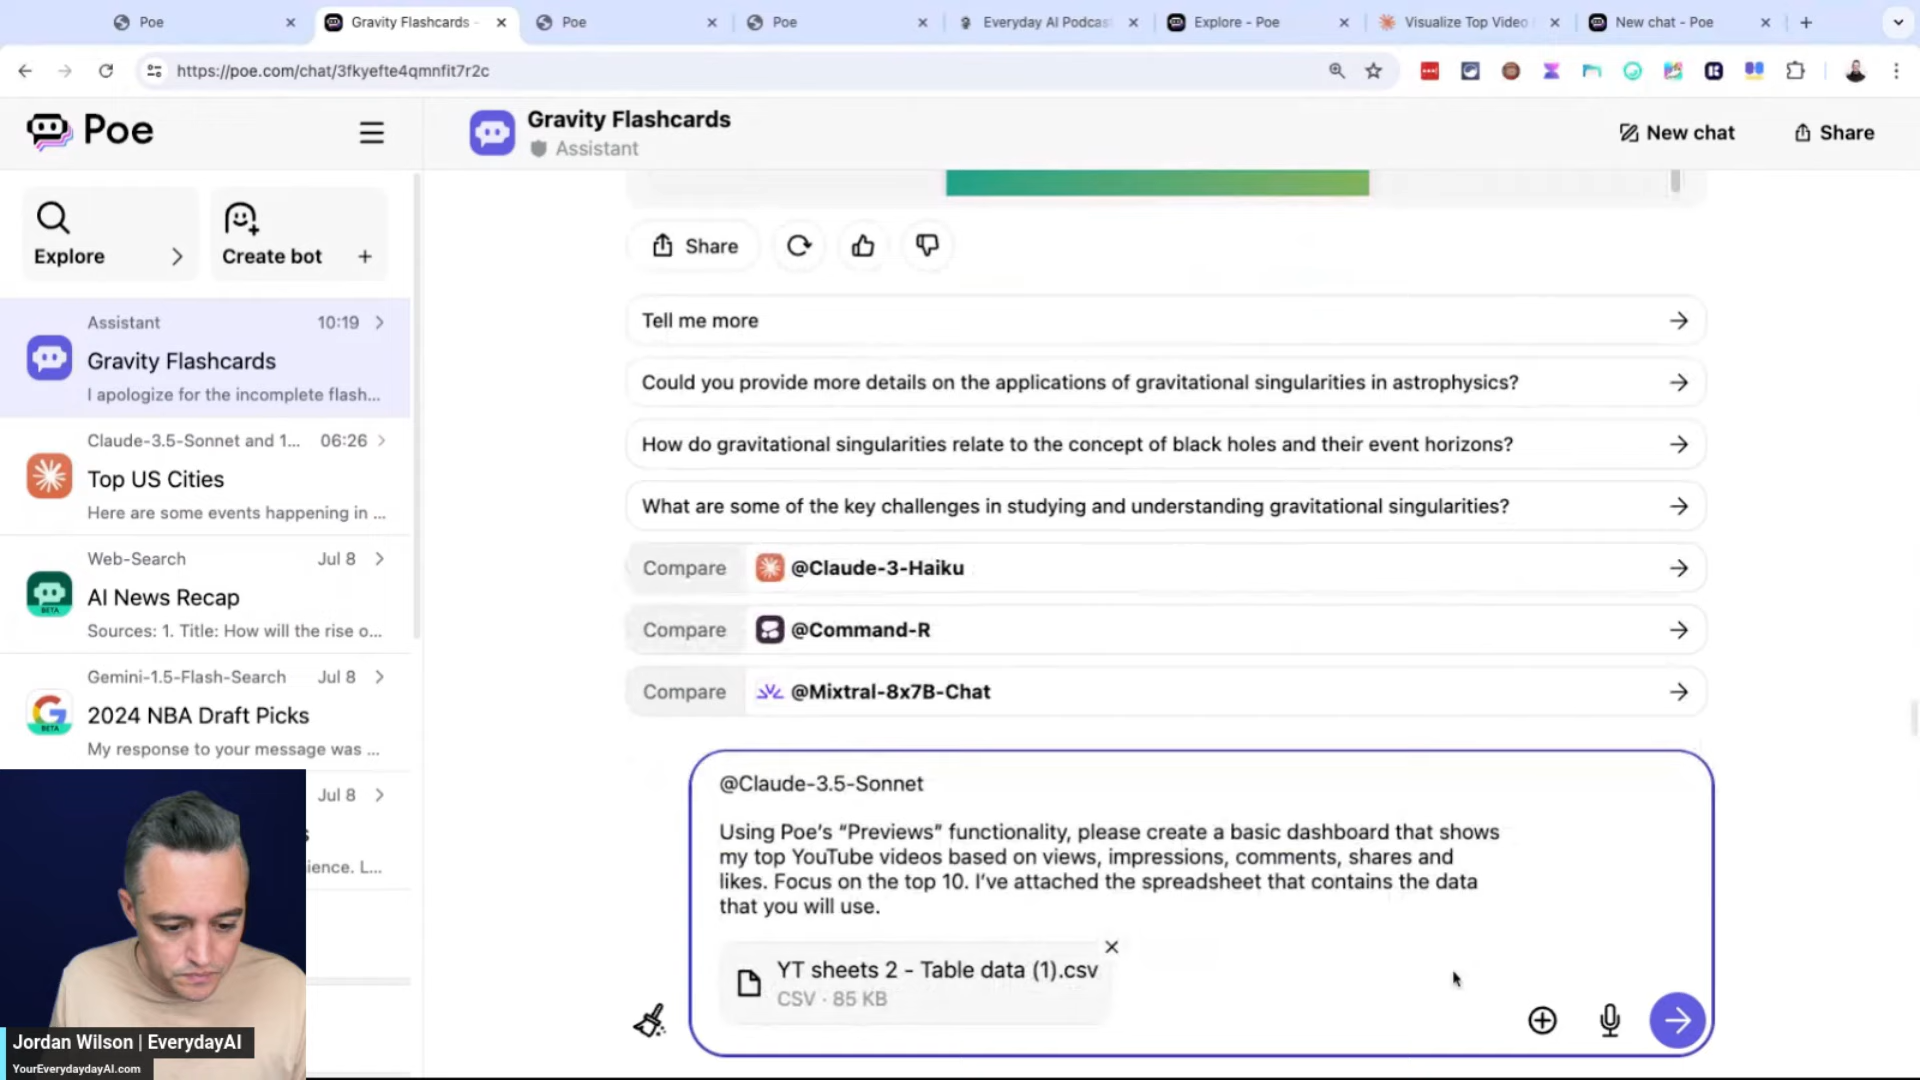 Poe
Gravity Flashcards -
Poe
Poe
Everyday AI Podcas
Explore - Poe
Visualize Top Video
New chat - Poe
https://poe.com/chat/3fkyefte4qmnfit7r2c
Poe
Gravity Flashcards
Assistant
New chat
Share
Explore
Create bot +
Share
Tell me more
Could you provide more details on the applications of gravitational singularities in astrophysics?
How do gravitational singularities relate to the concept of black holes and their event horizons?
What are some of the key challenges in studying and understanding gravitational singularities?
Compare @Claude-3-Haiku
Compare @Command-R
Compare @Mixtral-8x7B-Chat
Assistant 10:19
Gravity Flashcards
I apologize for the incomplete flash...
Claude-3.5-Sonnet and 1... 06:26
Top US Cities
Here are some events happening in ...
Web-Search Jul 8
AI News Recap
BETA
Sources: 1. Title: How will the rise o...
Gemini-1.5-Flash-Search Jul 8
2024 NBA Draft Picks
BETA
My response to your message was ...
Jul 8
s
ience. L...
@Claude-3.5-Sonnet
Using Poe's “Previews” functionality, please create a basic dashboard that shows
my top YouTube videos based on views, impressions, comments, shares and
likes. Focus on the top 10. I've attached the spreadsheet that contains the data
that you will use.
YT sheets 2 - Table data (1).csv
CSV · 85 KB
Jordan Wilson | EverydayAI
YourEverydayAI.com